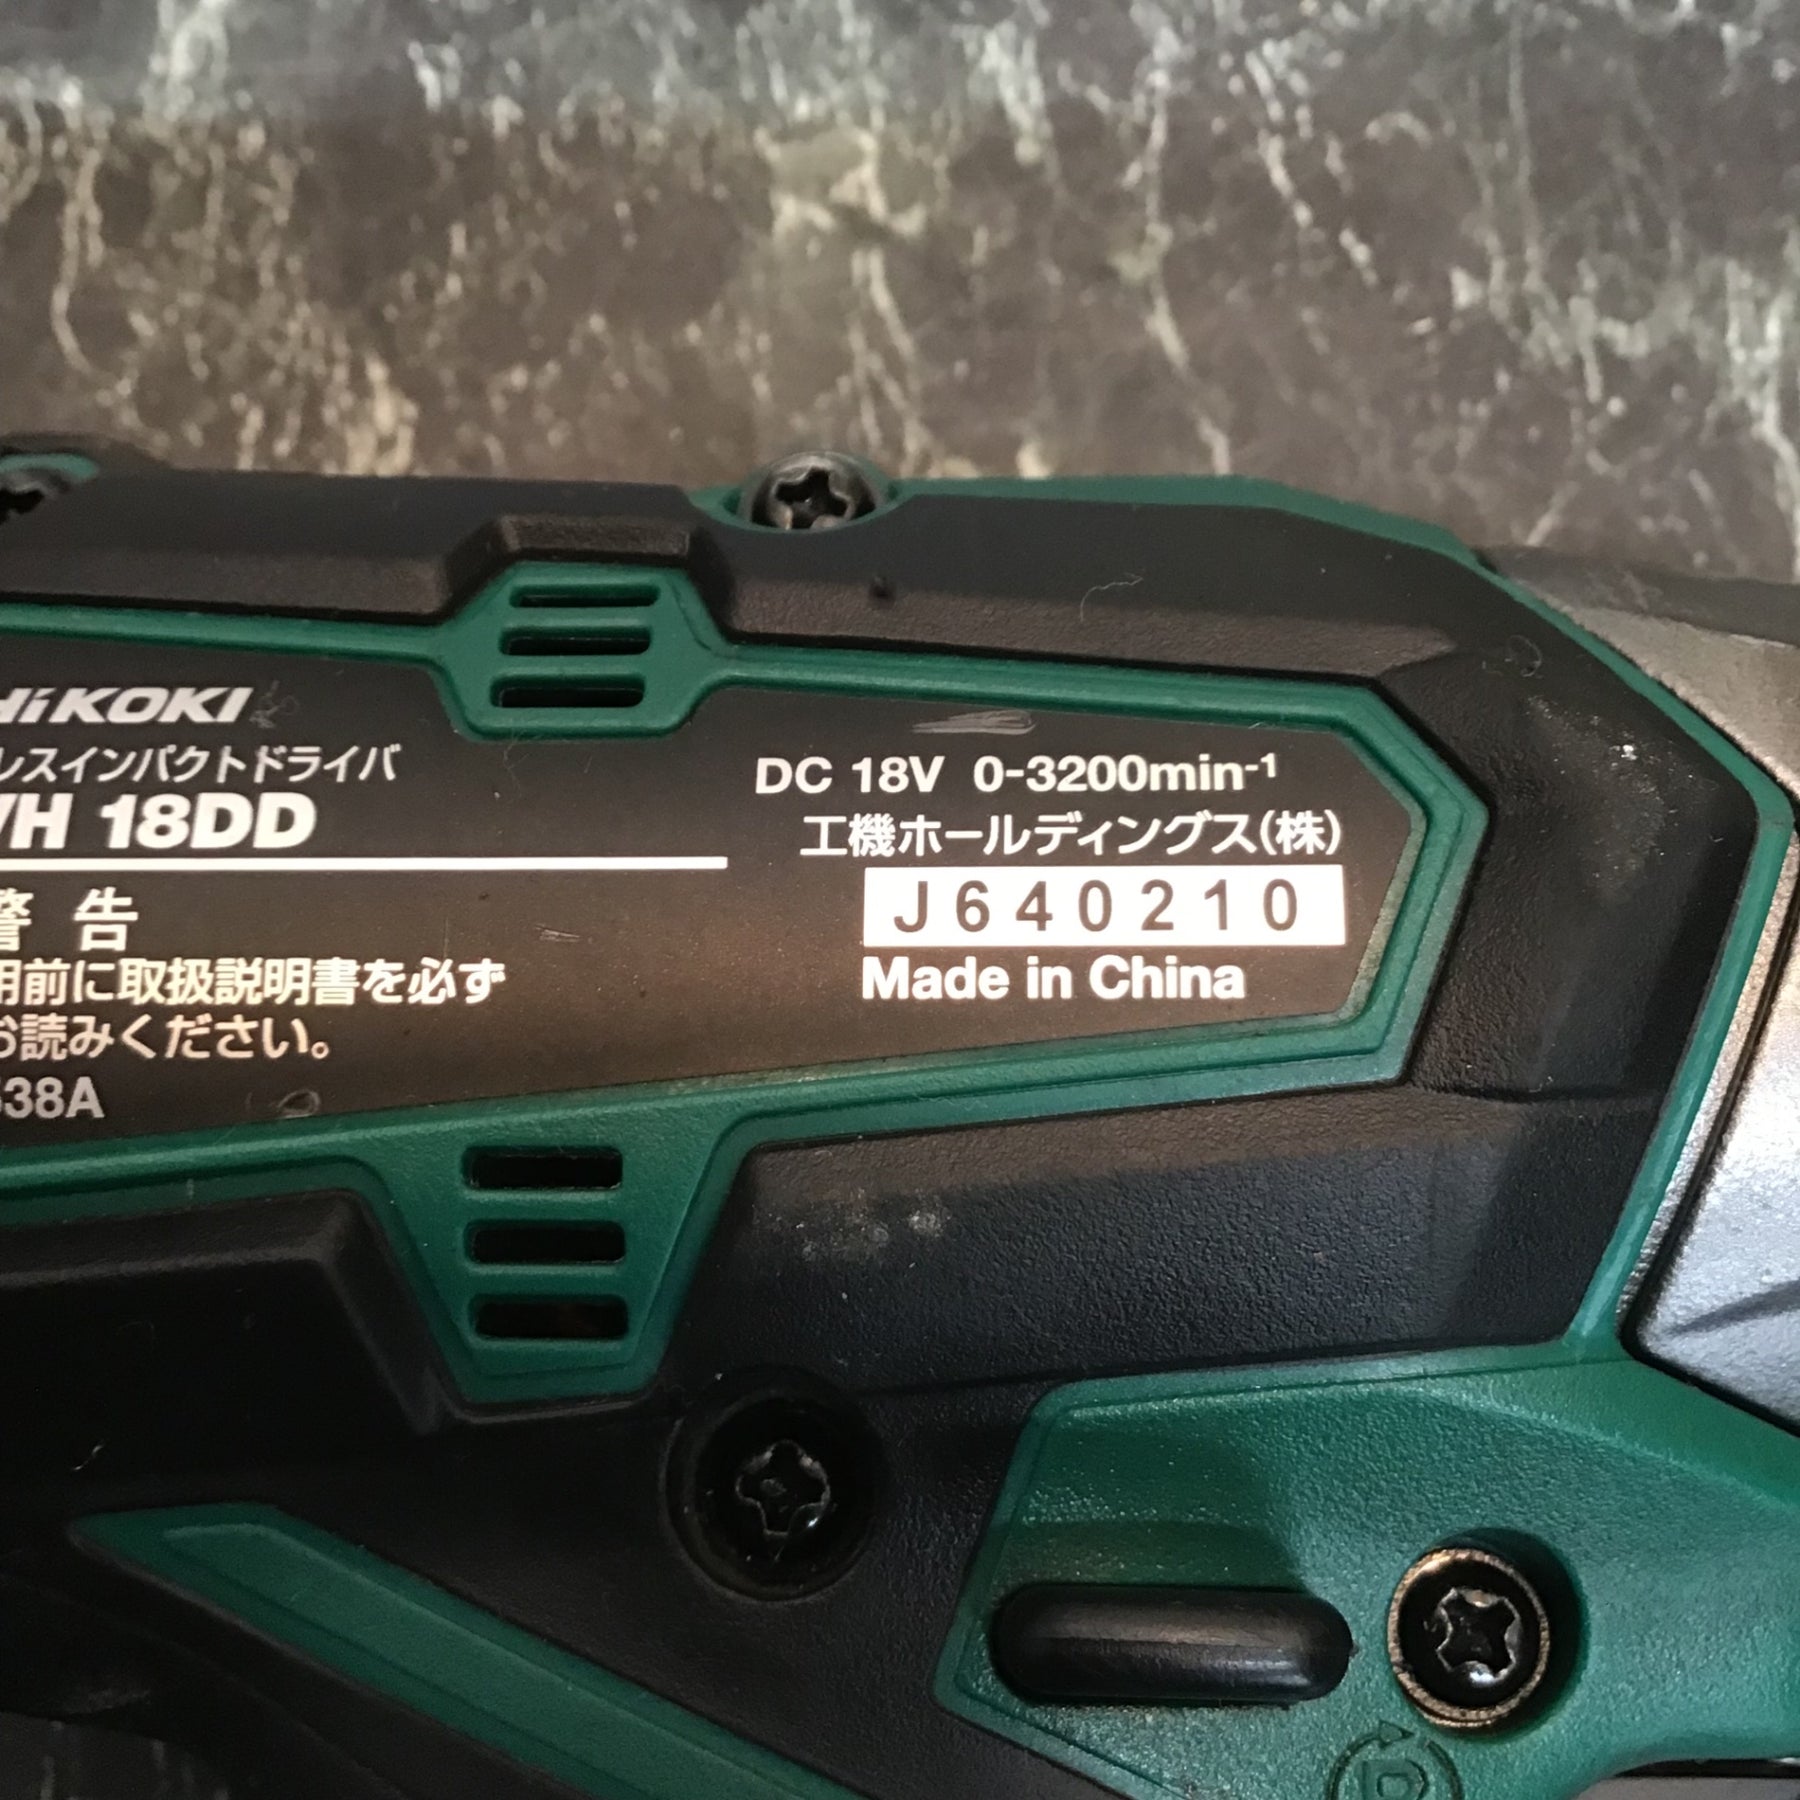 HiKOKI
レスインパクトドライバ
WH 18DD
警 告
用前に取扱説明書を必ず
お読みください。
538A
DC 18V 0-3200min⁻¹
工機ホールディングス(株)
J640210
Made in China